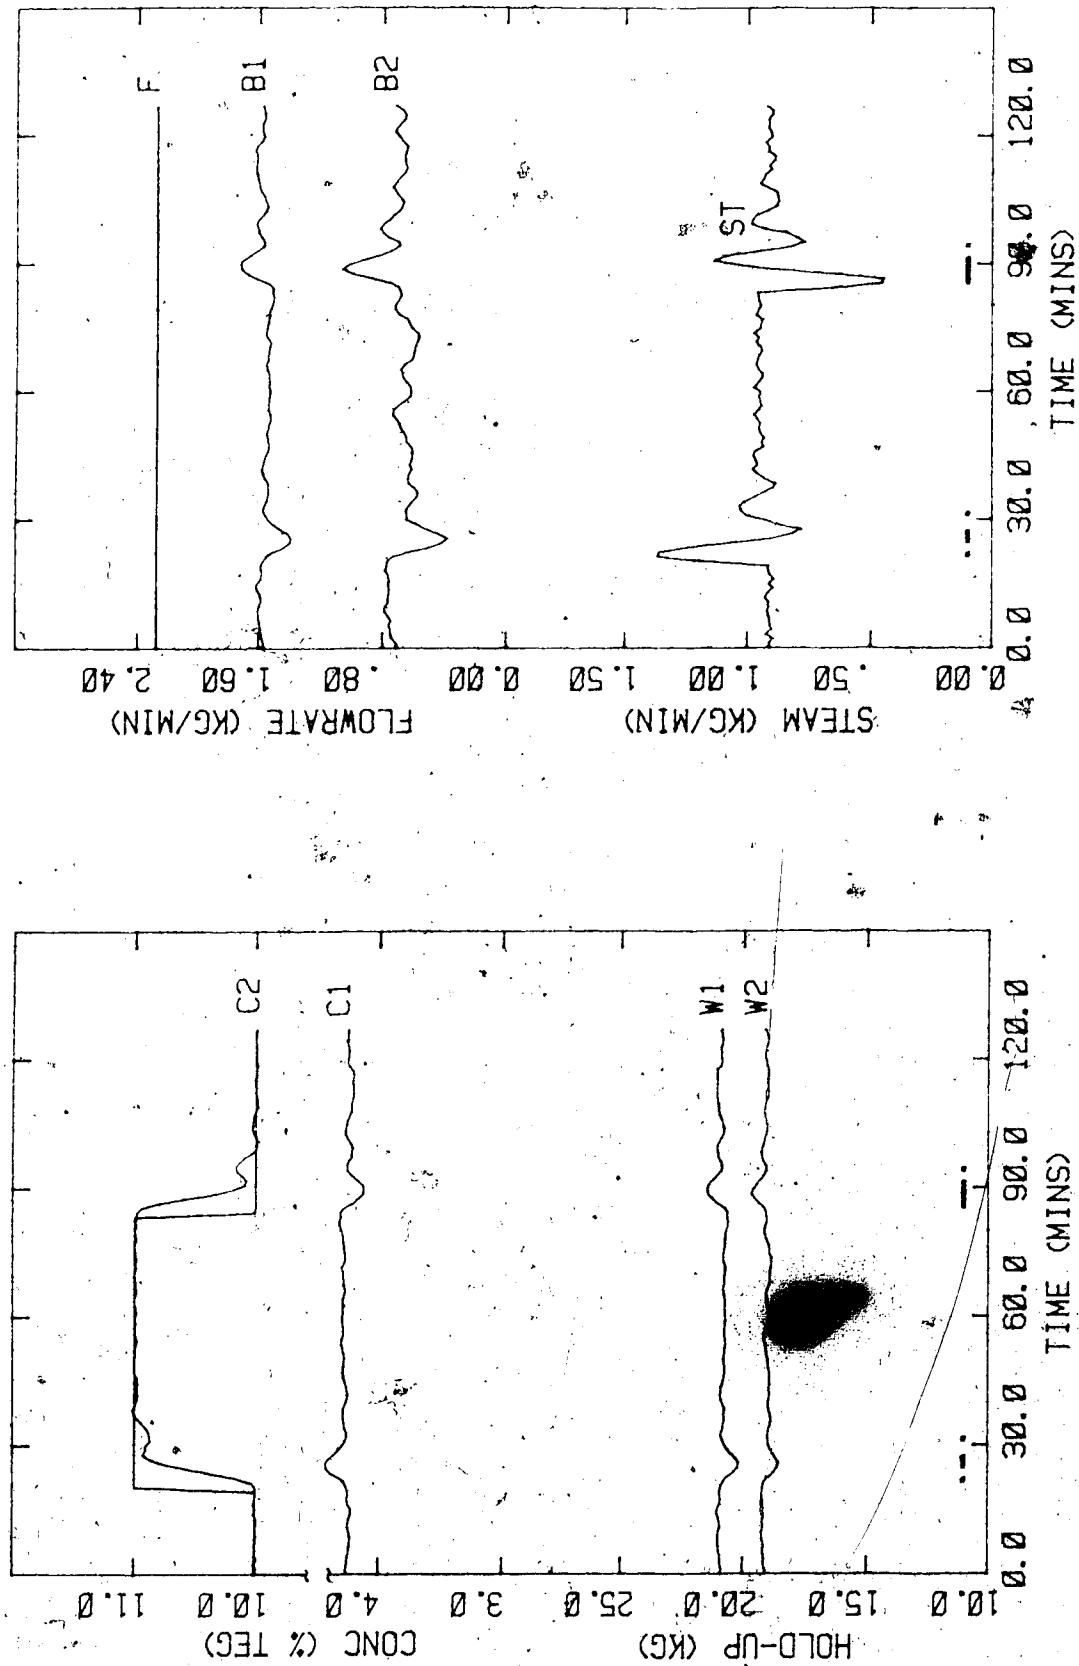 F
B1
B2
ST
2.40
1.60
.80
0.00
1.50
1.00
.50
0.00
FLOWRATE (KG/MIN)
STEAM (KG/MIN)
0.0
30.0
60.0
90.0
120.0
TIME (MINS)
C2
C1
W1
W2
11.0
10.0
4.0
3.0
25.0
20.0
15.0
10.0
CONC (% TEG)
HOLD-UP (KG)
0.0
30.0
60.0
90.0
120.0
TIME (MINS)